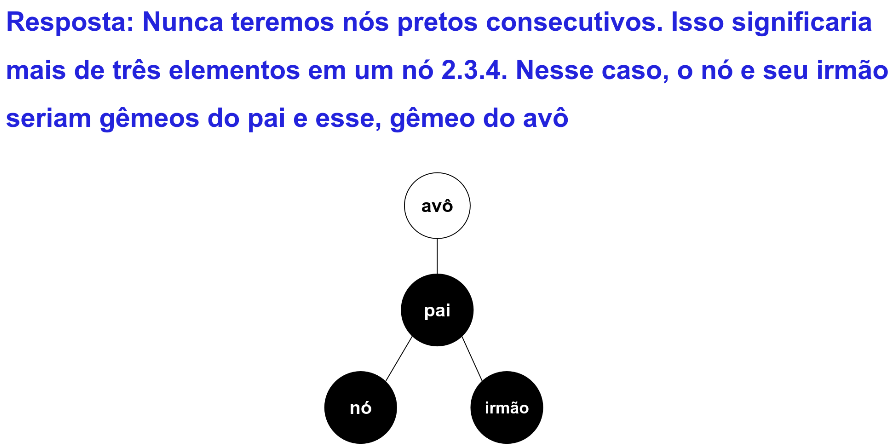 Resposta: Nunca teremos nós pretos consecutivos. Isso significaria
mais de três elementos em um nó 2.3.4. Nesse caso, o nó e seu irmão
seriam gêmeos do pai e esse, gêmeo do avô
avô
pai
nó
irmão